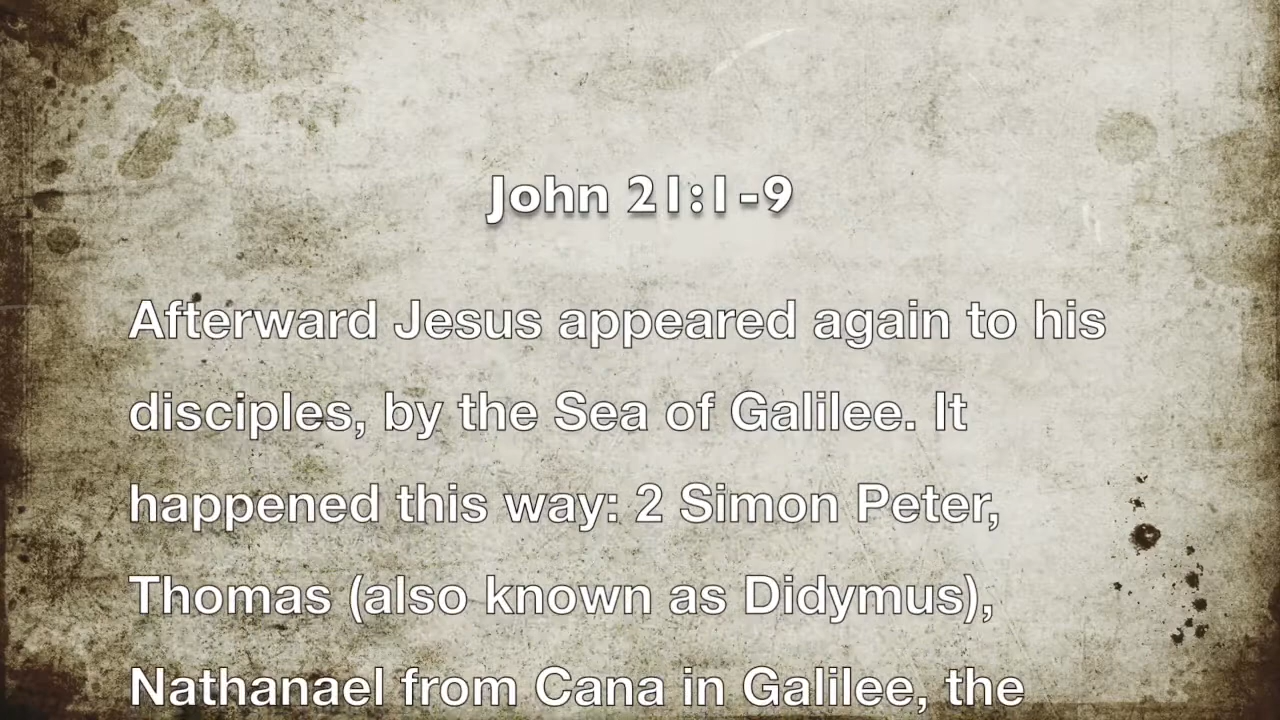 John 21:1-9
Afterward Jesus appeared again to his
disciples, by the Sea of Galilee. It
happened this way: 2 Simon Peter,
Thomas (also known as Didymus),
Nathanael from Cana in Galilee, the